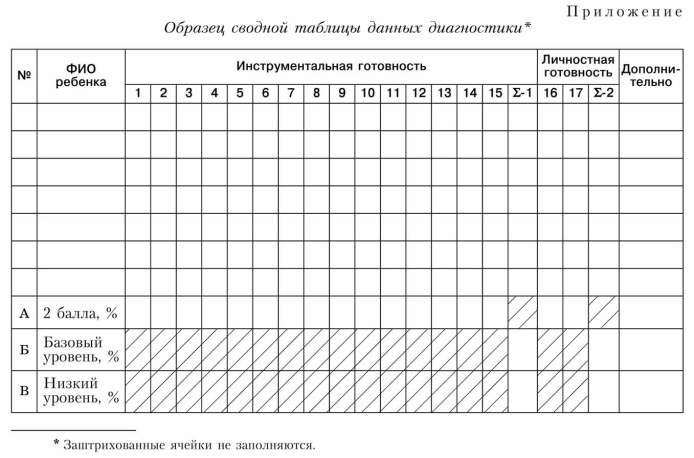 Приложение
Образец сводной таблицы данных диагностики*
№ ФИО ребенка Инструментальная готовность Личностная готовность Дополни-тельно
1 2 3 4 5 6 7 8 9 10 11 12 13 14 15 Σ-1 16 17 Σ-2
А 2 балла, %
Б Базовый
уровень, %
В Низкий
уровень, %
* Заштрихованные ячейки не заполняются.